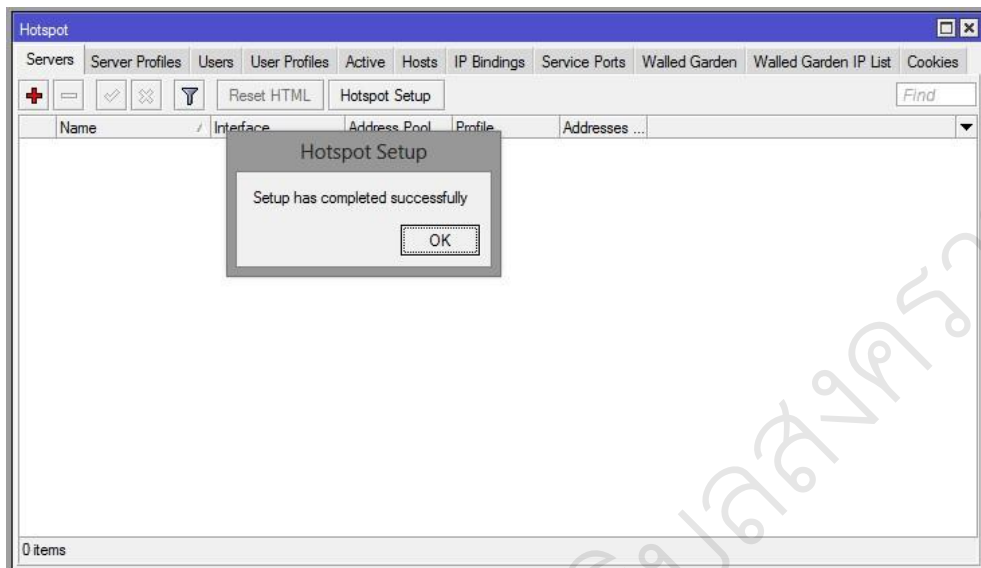 Hotspot
Servers Server Profiles Users User Profiles Active Hosts IP Bindings Service Ports Walled Garden Walled Garden IP List Cookies
Reset HTML Hotspot Setup Find
Name Interface Address Pool Profile Addresses ...
Hotspot Setup
Setup has completed successfully
OK
0 items